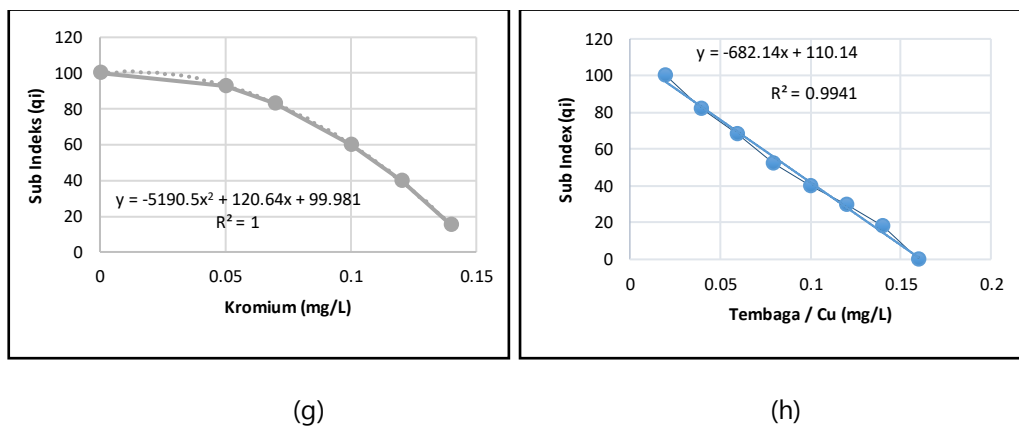 120
100
80
60
40
20
0
Sub Indeks (qi)
y = -5190.5x² + 120.64x + 99.981
R² = 1
0
0.05
0.1
0.15
Kromium (mg/L)
(g)
120
100
80
60
40
20
0
Sub Index (qi)
y = -682.14x + 110.14
R² = 0.9941
0
0.05
0.10
0.15
0.2
Tembaga / Cu (mg/L)
(h)